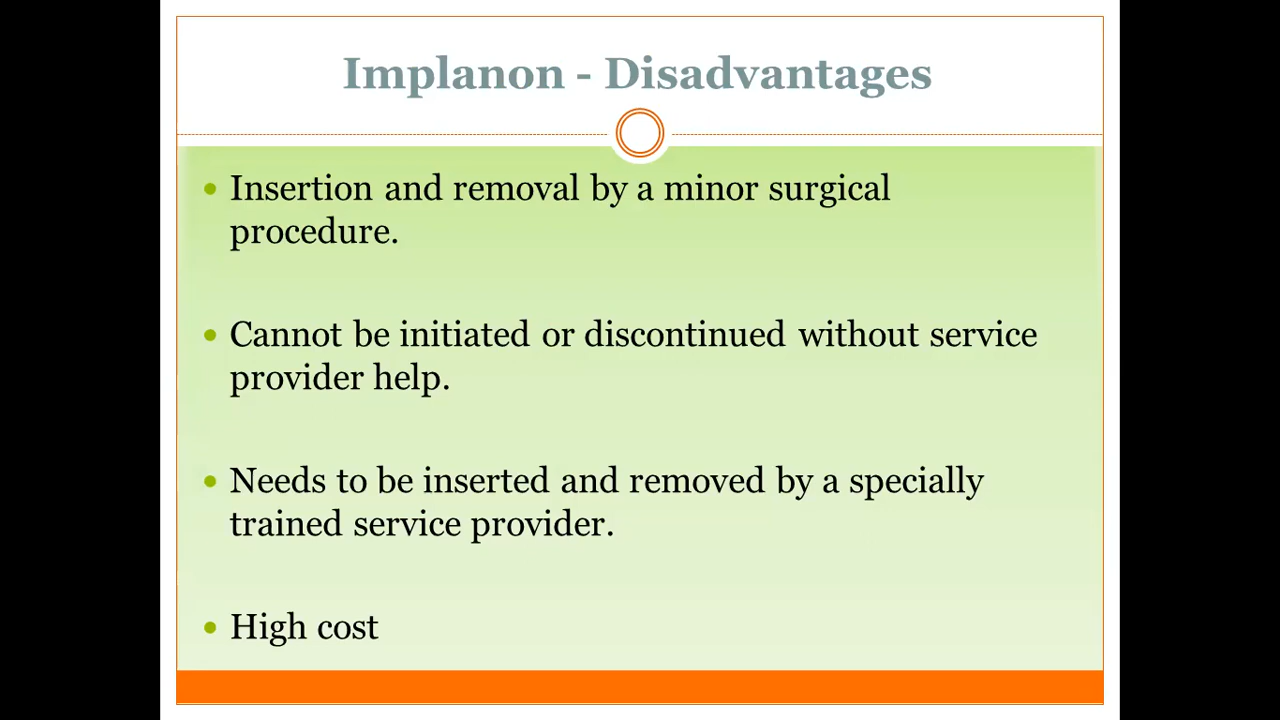 Implanon - Disadvantages
• Insertion and removal by a minor surgical
procedure.
• Cannot be initiated or discontinued without service
provider help.
• Needs to be inserted and removed by a specially
trained service provider.
• High cost